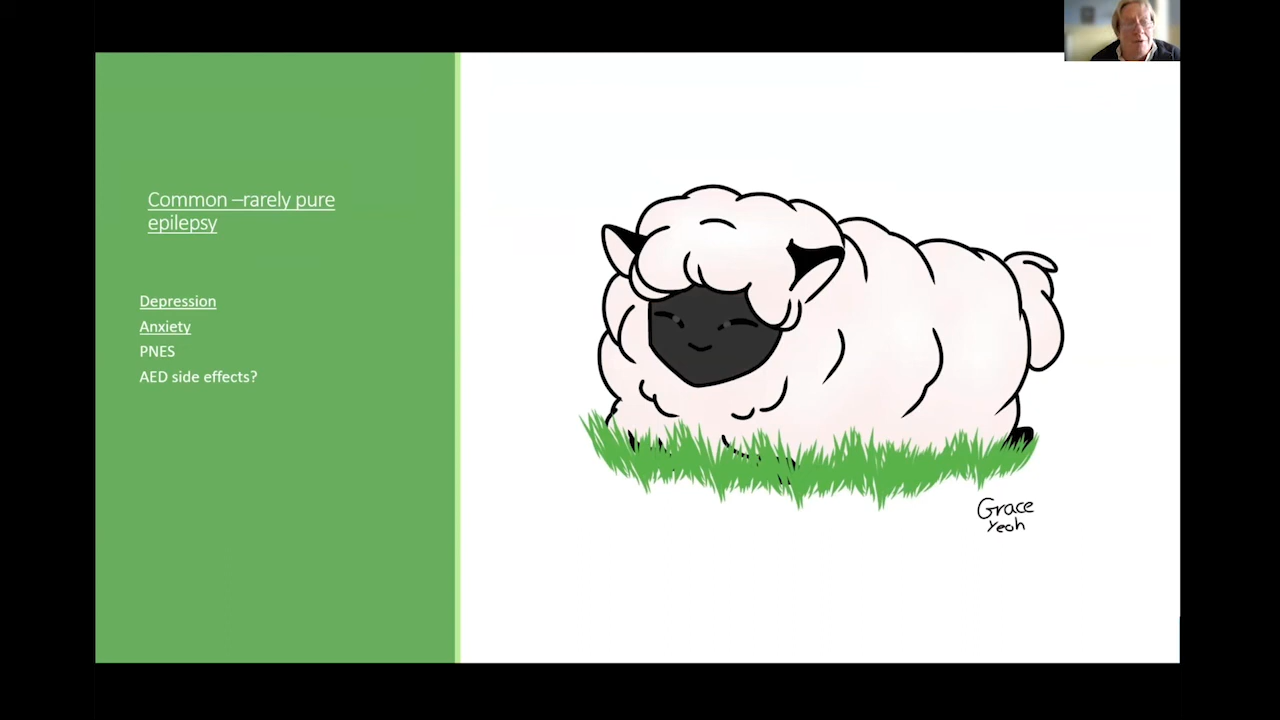 Common –rarely pure
epilepsy
Depression
Anxiety
PNES
AED side effects?
Grace
Yeoh